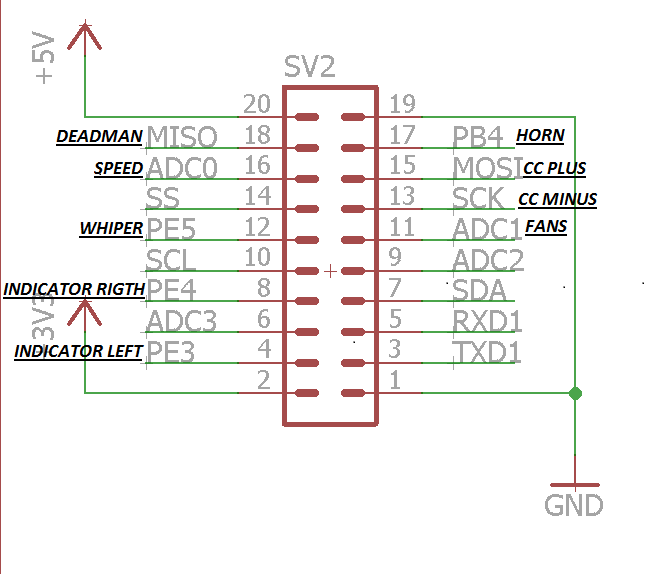 +5V
SV2
20 19
DEADMAN MISO 18 17 PB4 HORN
SPEED ADC0 16 15 MOSI CC PLUS
SS 14 13 SCK CC MINUS
WHIPER PE5 12 11 ADC1 FANS
SCL 10 9 ADC2
INDICATOR RIGTH PE4 8 7 SDA
+3V3
ADC3 6 5 RXD1
INDICATOR LEFT PE3 4 3 TXD1
2 1
GND